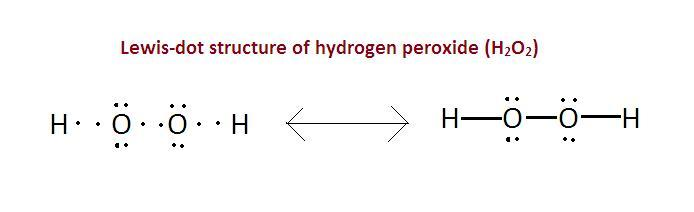 Lewis-dot structure of hydrogen peroxide (H₂O₂)
H O O H H O O H